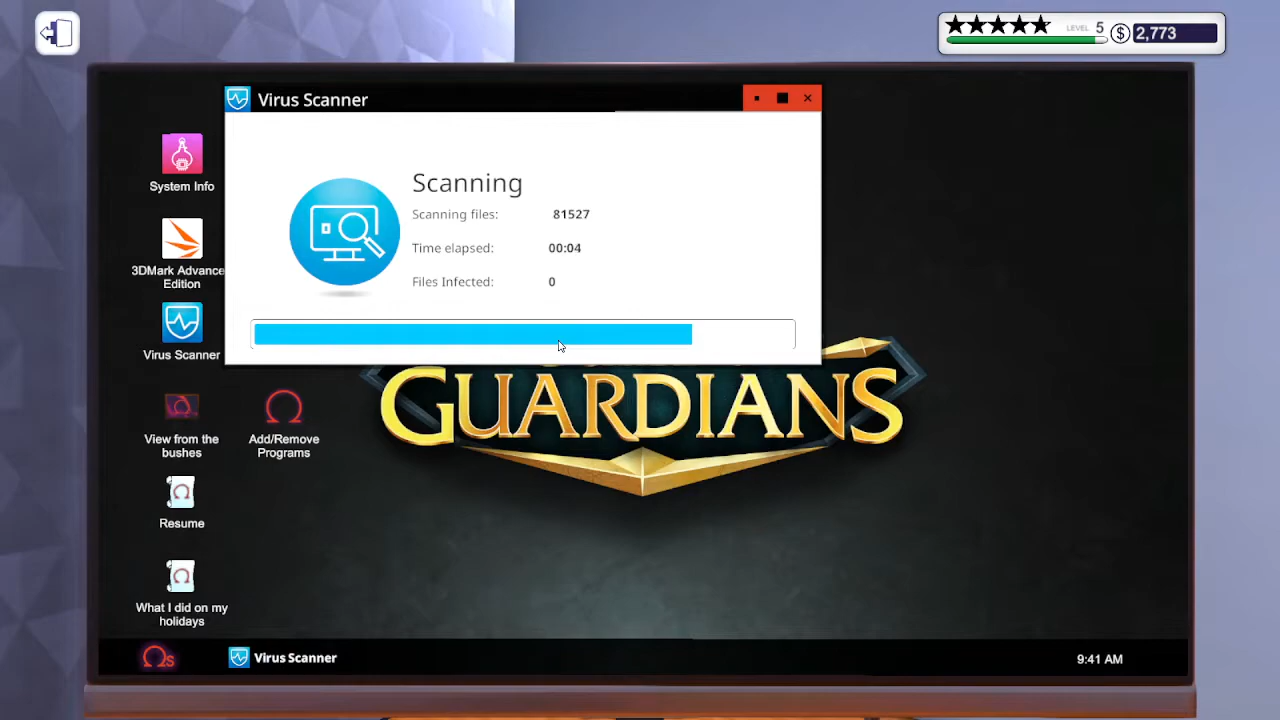 LEVEL 5
$ 2,773
Virus Scanner
Scanning
Scanning files: 81527
Time elapsed: 00:04
Files Infected: 0
System Info
3DMark Advance
Edition
Virus Scanner
View from the
bushes
Add/Remove
Programs
Resume
What I did on my
holidays
GUARDIANS
Ωs
Virus Scanner
9:41 AM